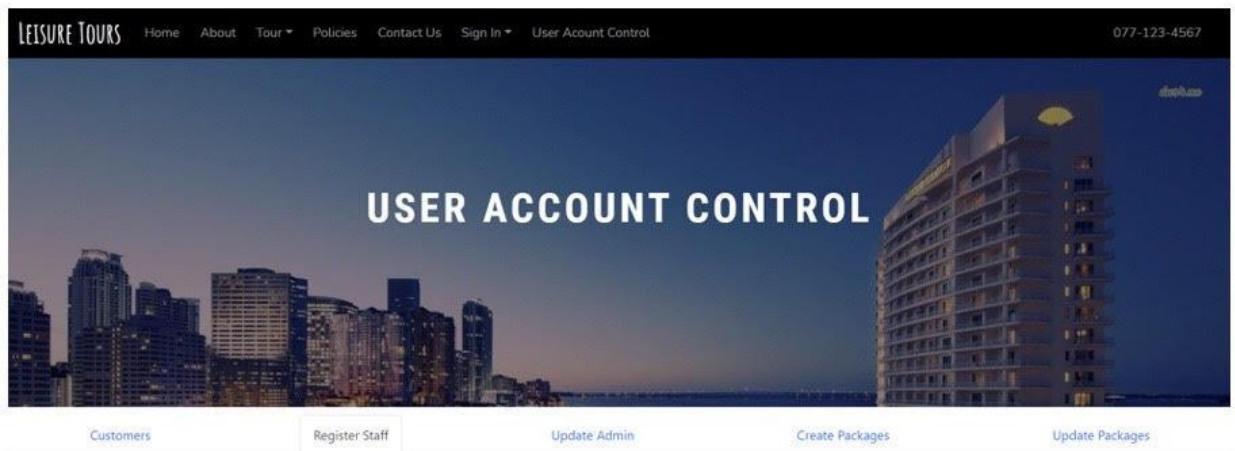 LEISURE TOURS Home About Tour Policies Contact Us Sign In User Acount Control 077-123-4567
USER ACCOUNT CONTROL
Customers Register Staff Update Admin Create Packages Update Packages